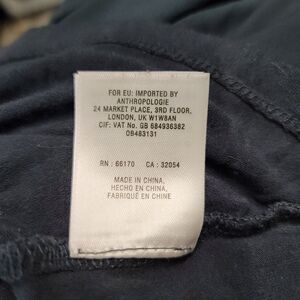 FOR EU: IMPORTED BY
ANTHROPOLOGIE
24 MARKET PLACE, 3RD FLOOR,
LONDON, UK W1W8AN
CIF: VAT No. GB 684936382
OB483131
RN : 66170 CA : 32054
MADE IN CHINA,
HECHO EN CHINA,
FABRIQUÉ EN CHINE